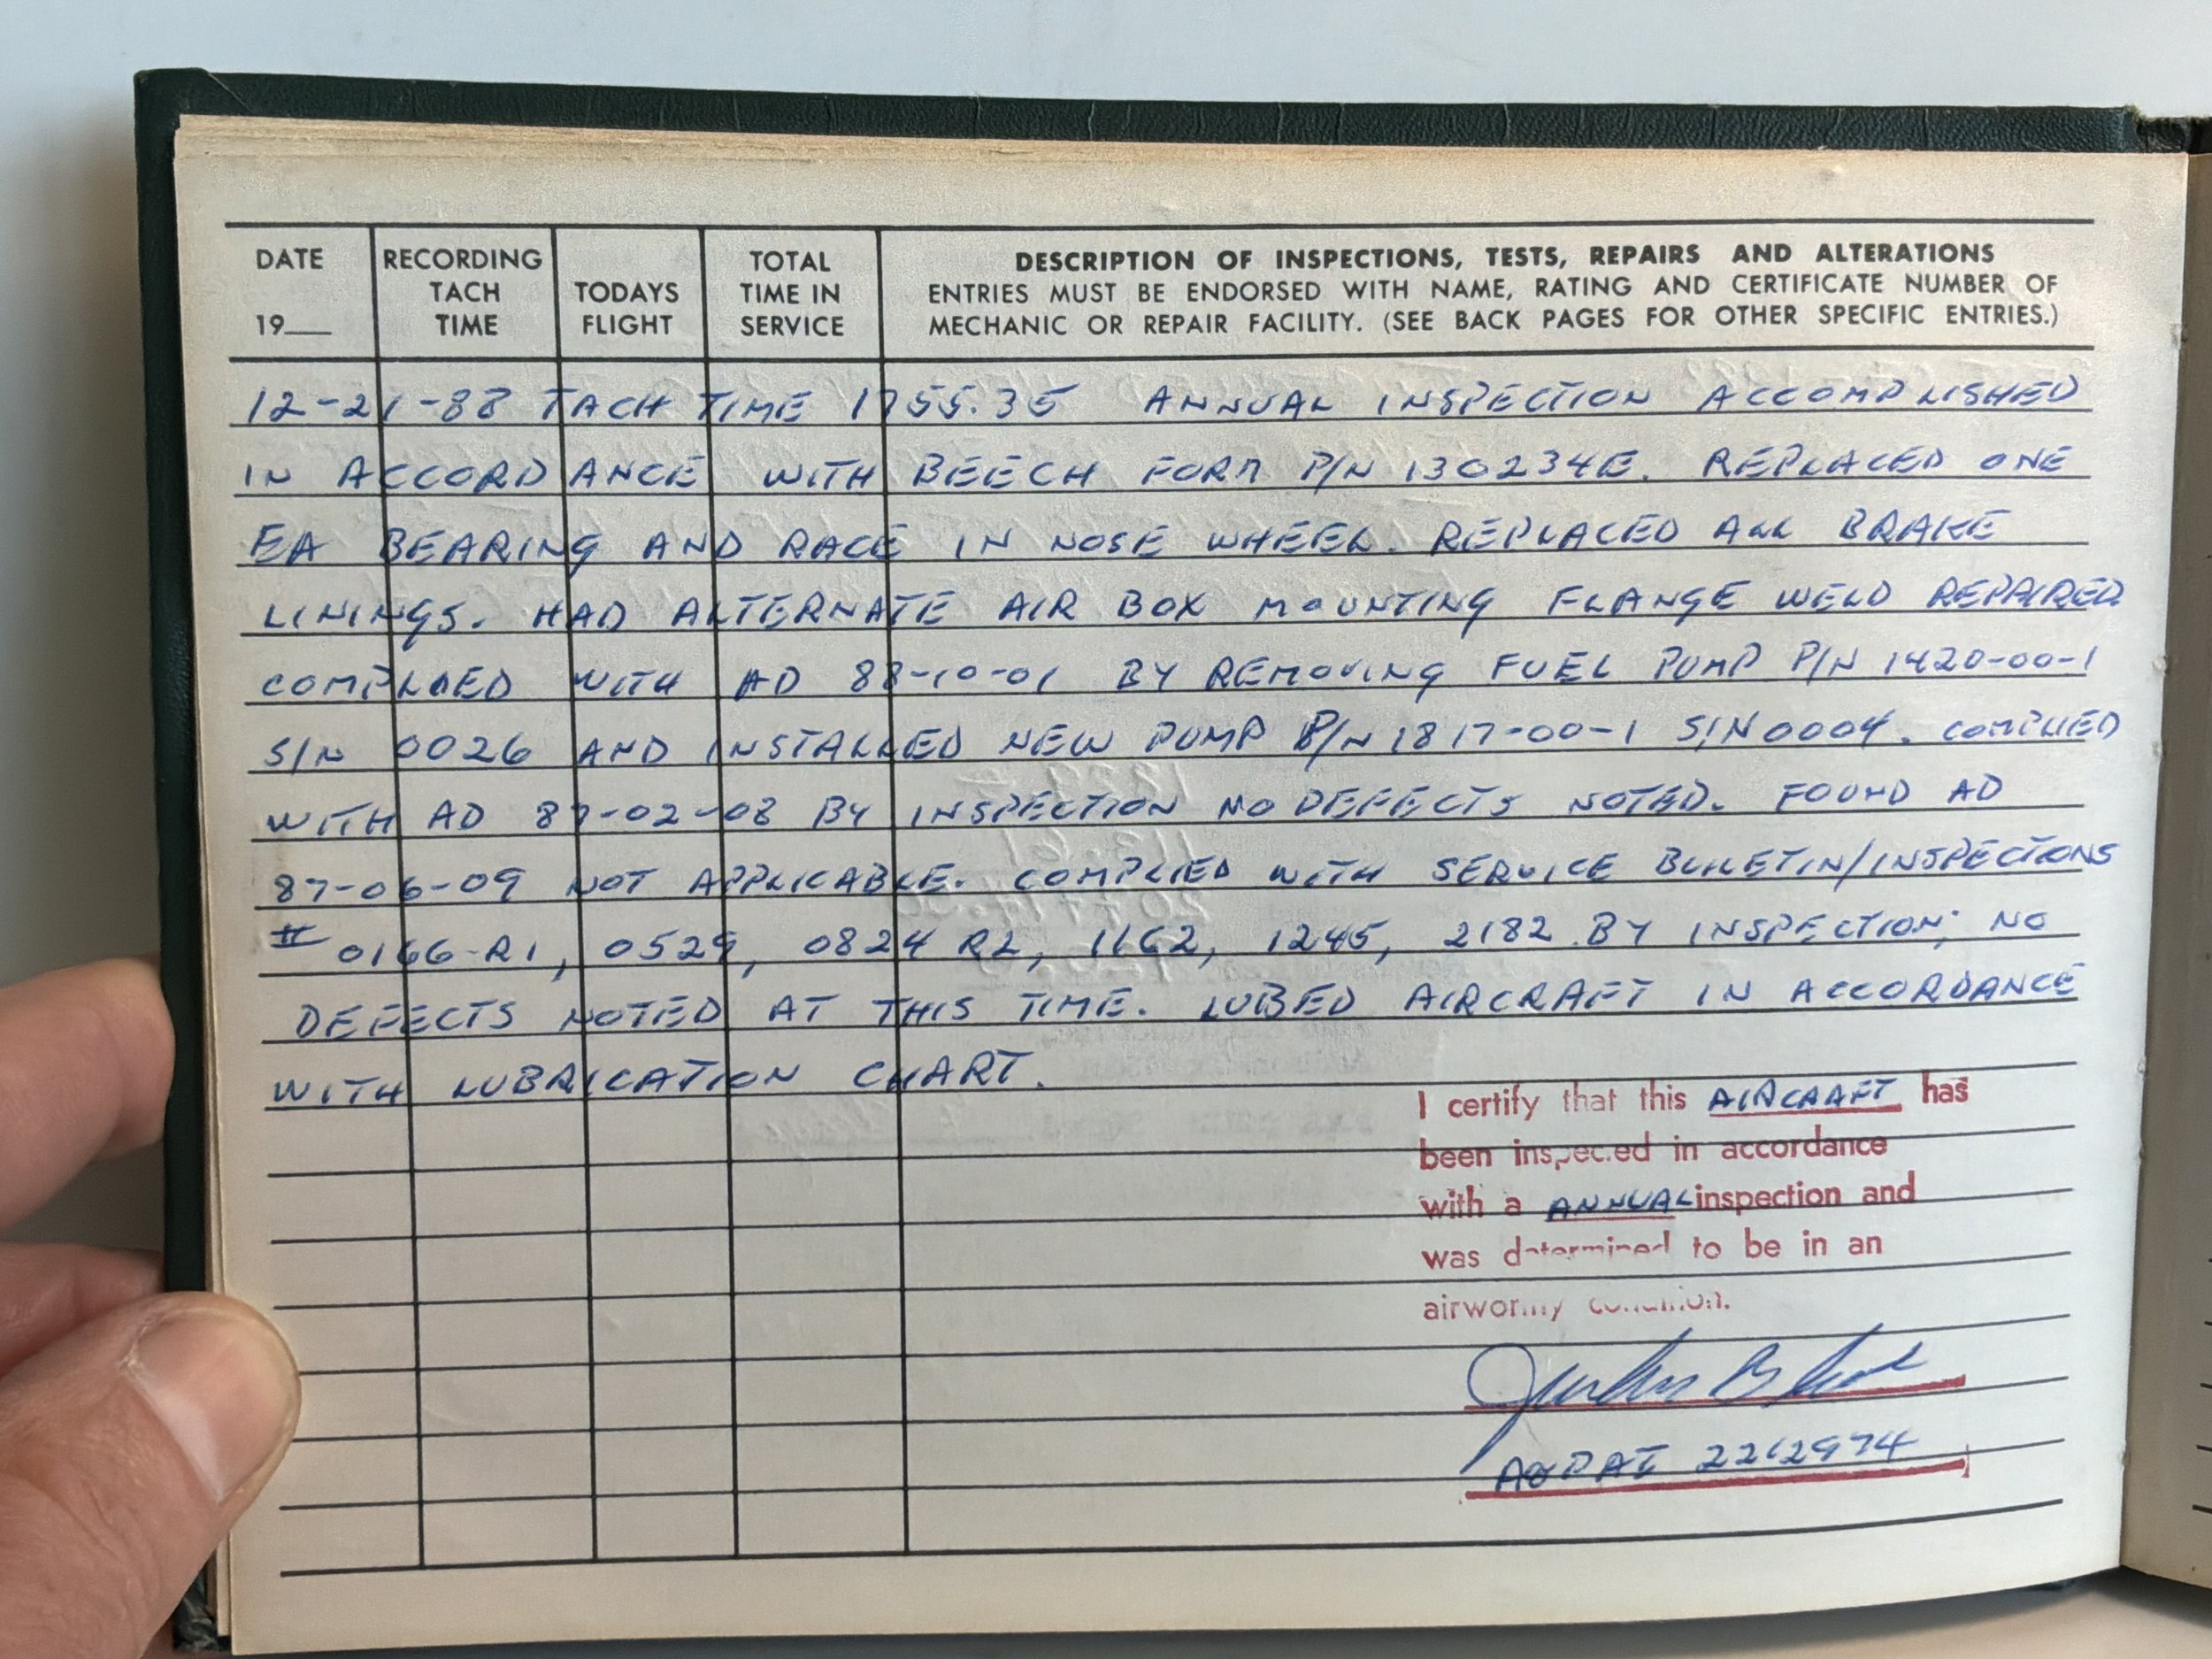 DATE 19__
RECORDING TACH TIME
TODAYS FLIGHT
TOTAL TIME IN SERVICE
DESCRIPTION OF INSPECTIONS, TESTS, REPAIRS AND ALTERATIONS
ENTRIES MUST BE ENDORSED WITH NAME, RATING AND CERTIFICATE NUMBER OF
MECHANIC OR REPAIR FACILITY. (SEE BACK PAGES FOR OTHER SPECIFIC ENTRIES.)
12-21-88 TACH TIME 1755.35 ANNUAL INSPECTION ACCOMPLISHED
IN ACCORDANCE WITH BEECH FORM P/N 130234E. REPLACED ONE
EA BEARING AND RACE IN NOSE WHEEL. REPLACED ALL BRAKE
LININGS. HAD ALTERNATE AIR BOX MOUNTING FLANGE WELD REPAIRED.
COMPLAED WITH AD 88-10-01 BY REMOVING FUEL PUMP P/N 1420-00-1
S/N 0026 AND INSTALLED NEW PUMP P/N 1817-00-1 S/N 0004. COMPLIED
WITH AD 87-02-08 BY INSPECTION NO DEFECTS NOTED. FOUND AD
87-06-09 NOT APPLICABLE. COMPLIED WITH SERVICE BULLETIN/INSPECTIONS
# 0166-R1, 0529, 0824 R2, 1162, 1245, 2182 BY INSPECTION; NO
DEFECTS NOTED AT THIS TIME. LUBED AIRCRAFT IN ACCORDANCE
WITH LUBRICATION CHART.
I certify that this AIRCRAFT has
been inspected in accordance
with a ANNUAL inspection and
was determined to be in an
airworthy condition.
2212974